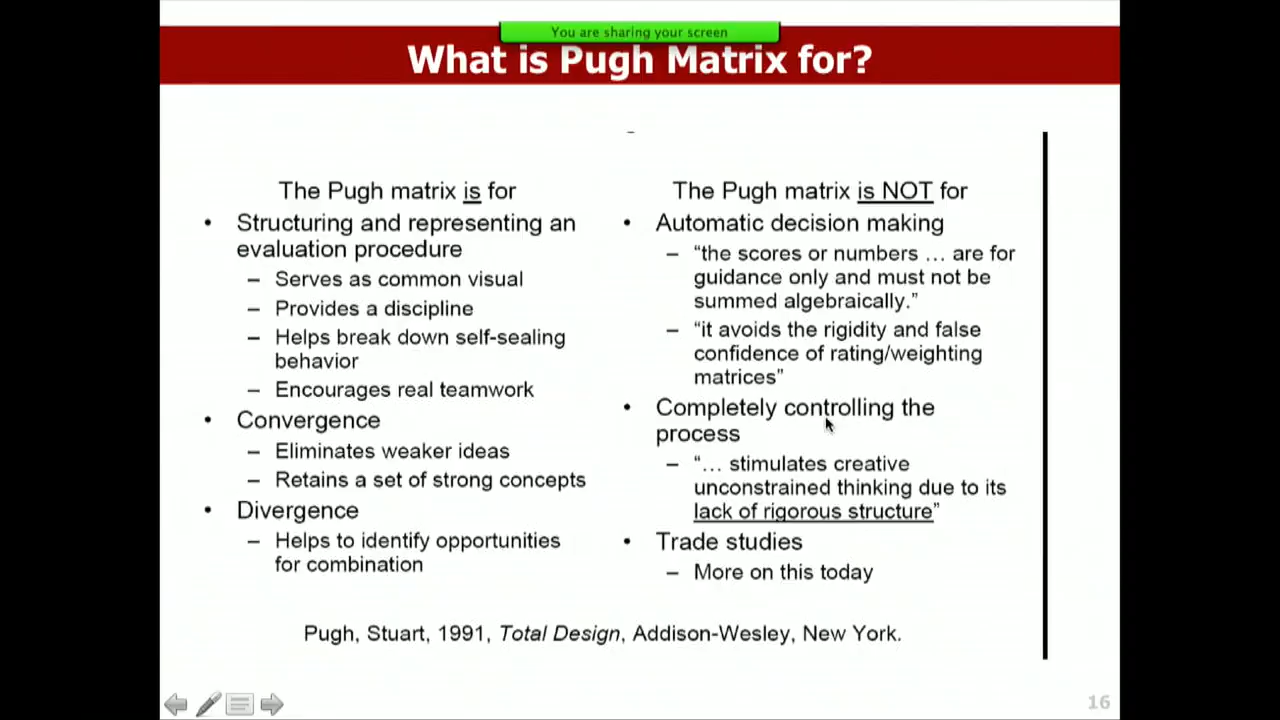 You are sharing your screen
What is Pugh Matrix for?
The Pugh matrix is for
• Structuring and representing an
evaluation procedure
– Serves as common visual
– Provides a discipline
– Helps break down self-sealing
behavior
– Encourages real teamwork
• Convergence
– Eliminates weaker ideas
– Retains a set of strong concepts
• Divergence
– Helps to identify opportunities
for combination
The Pugh matrix is NOT for
• Automatic decision making
– “the scores or numbers … are for
guidance only and must not be
summed algebraically.”
– “it avoids the rigidity and false
confidence of rating/weighting
matrices”
• Completely controlling the
process
– “… stimulates creative
unconstrained thinking due to its
lack of rigorous structure”
• Trade studies
– More on this today
Pugh, Stuart, 1991, Total Design, Addison-Wesley, New York.
16